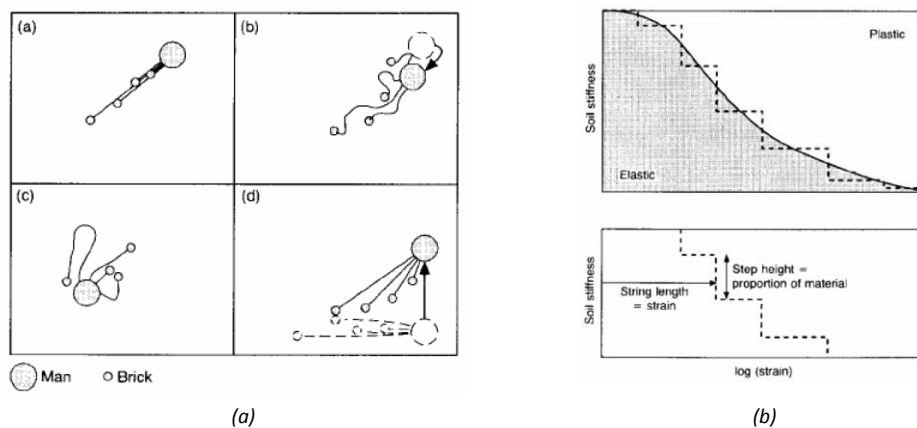 (a)
(b)
(c)
(d)
Man
Brick
(a)
Soil stiffness
Plastic
Elastic
Soil stiffness
String length
= strain
Step height =
proportion of material
log (strain)
(b)